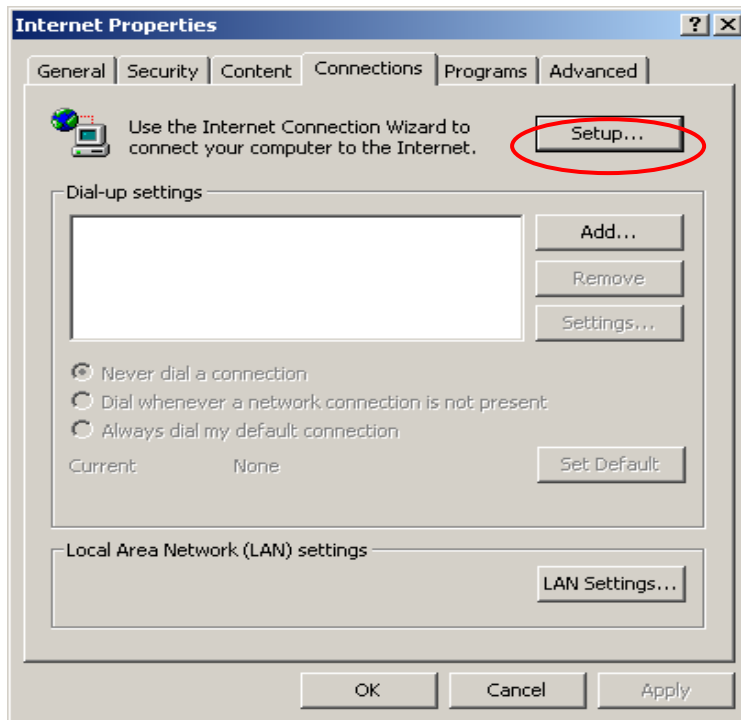 Internet Properties
General Security Content Connections Programs Advanced
Use the Internet Connection Wizard to
connect your computer to the Internet.
Setup...
Dial-up settings
Add...
Remove
Settings...
Never dial a connection
Dial whenever a network connection is not present
Always dial my default connection
Current None
Set Default
Local Area Network (LAN) settings
LAN Settings...
OK Cancel Apply